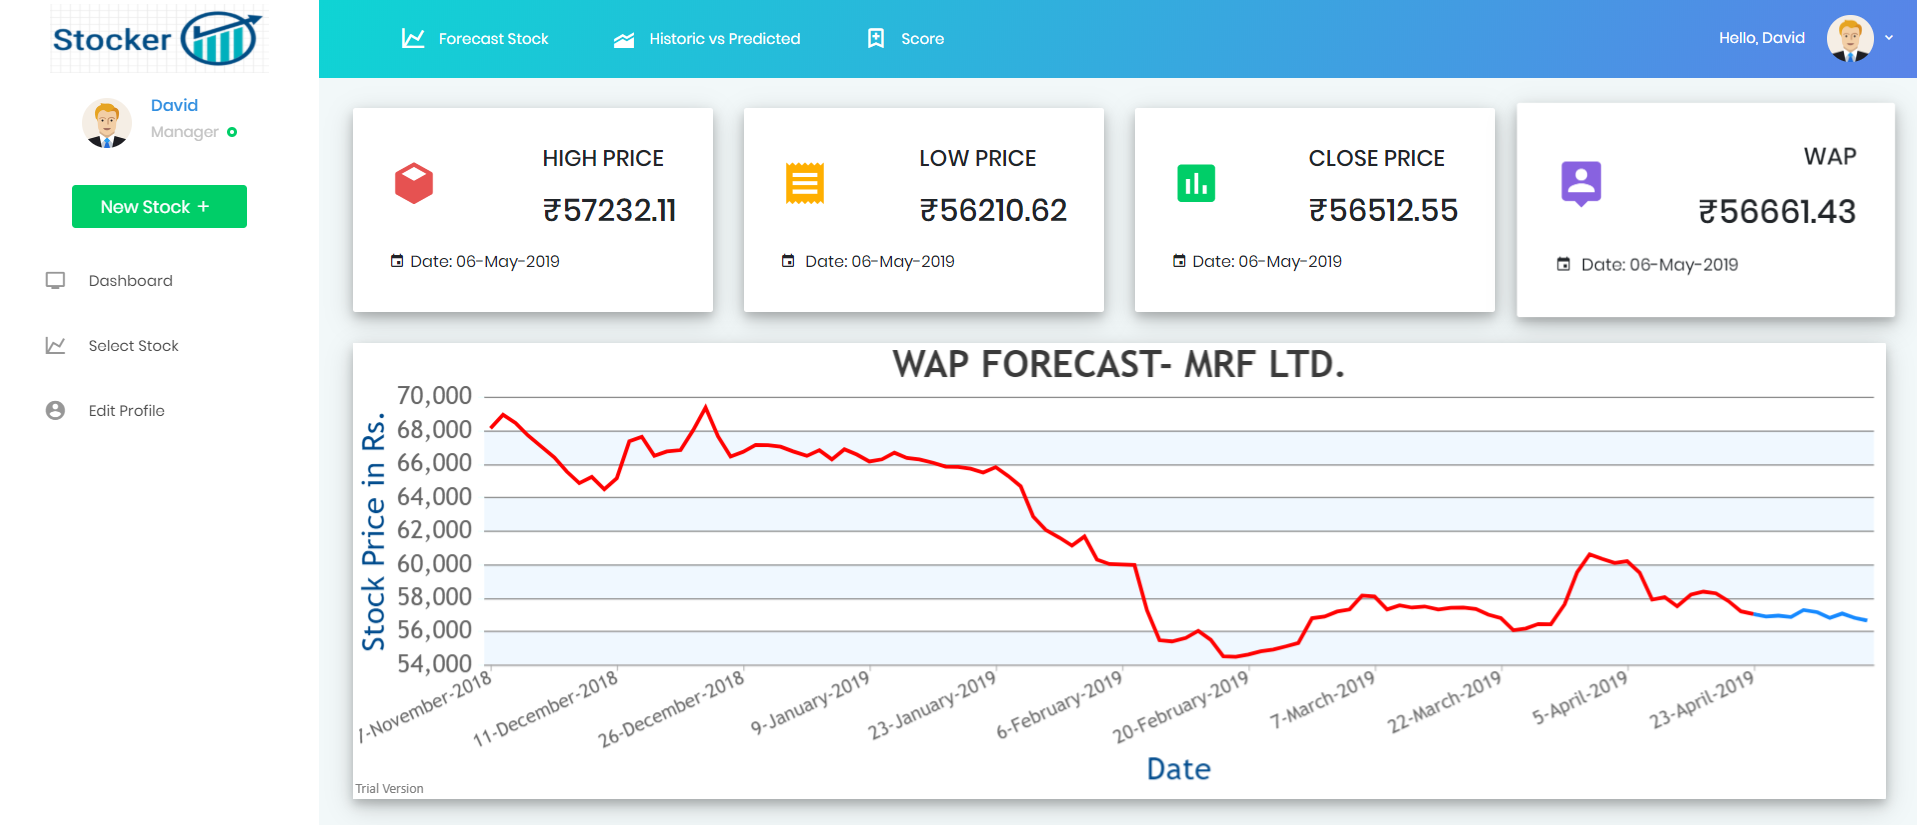 Stocker
David
Manager
New Stock +
Dashboard
Select Stock
Edit Profile
Forecast Stock
Historic vs Predicted
Score
Hello, David
HIGH PRICE
₹57232.11
Date: 06-May-2019
LOW PRICE
₹56210.62
Date: 06-May-2019
CLOSE PRICE
₹56512.55
Date: 06-May-2019
WAP
₹56661.43
Date: 06-May-2019
WAP FORECAST- MRF LTD.
Stock Price in Rs.
70,000
68,000
66,000
64,000
62,000
60,000
58,000
56,000
54,000
7-November-2018
11-December-2018
26-December-2018
9-January-2019
23-January-2019
6-February-2019
20-February-2019
7-March-2019
22-March-2019
5-April-2019
23-April-2019
Date
Trial Version